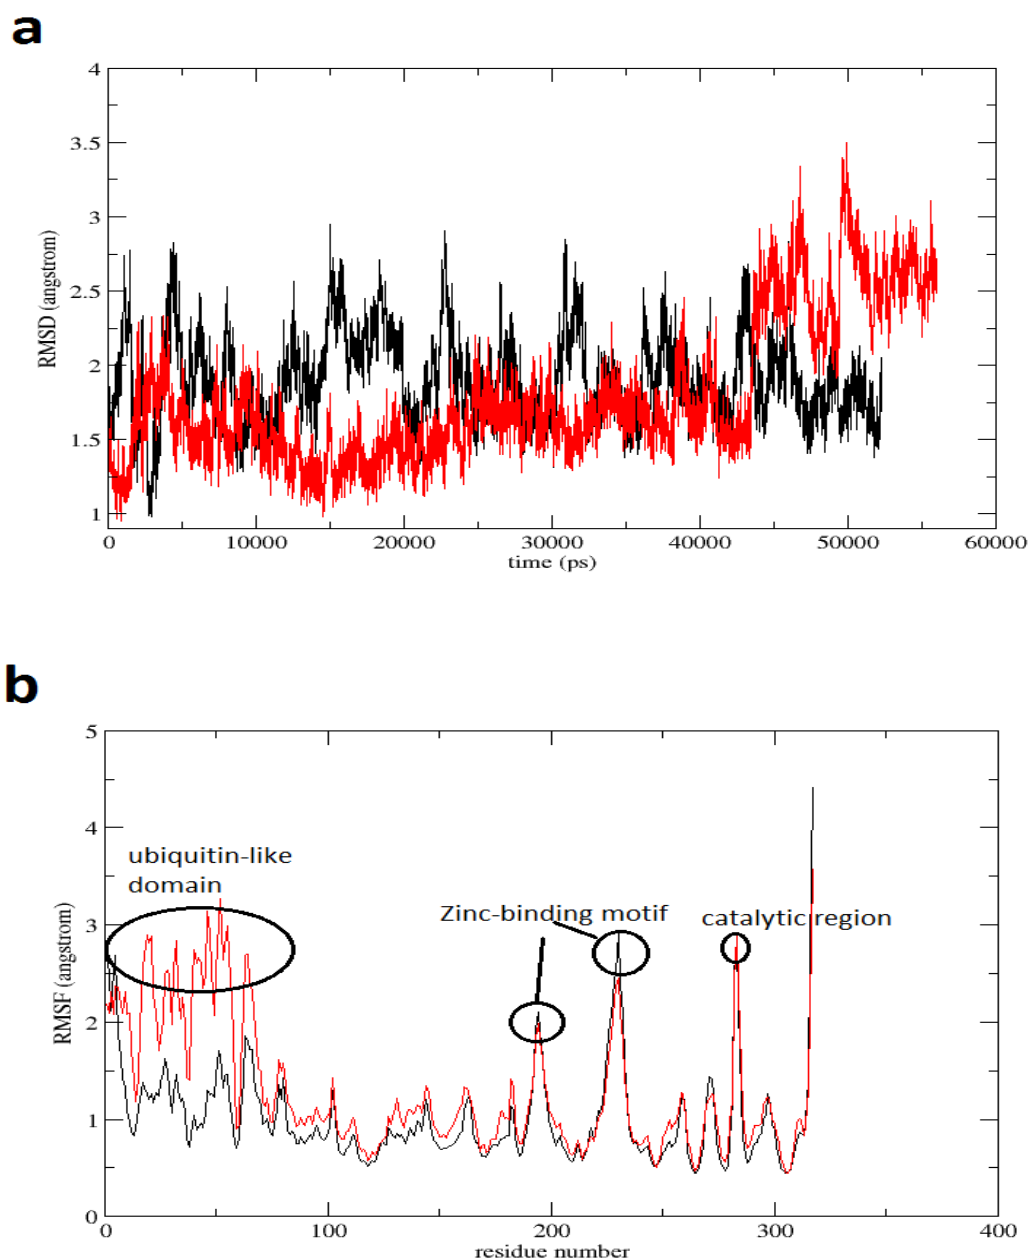 a
4
3.5
3
2.5
2
1.5
1
RMSD (angstrom)
0 10000 20000 30000 40000 50000 60000
time (ps)
b
5
4
3
2
1
0
RMSF (angstrom)
ubiquitin-like
domain
Zinc-binding motif
catalytic region
0 100 200 300 400
residue number